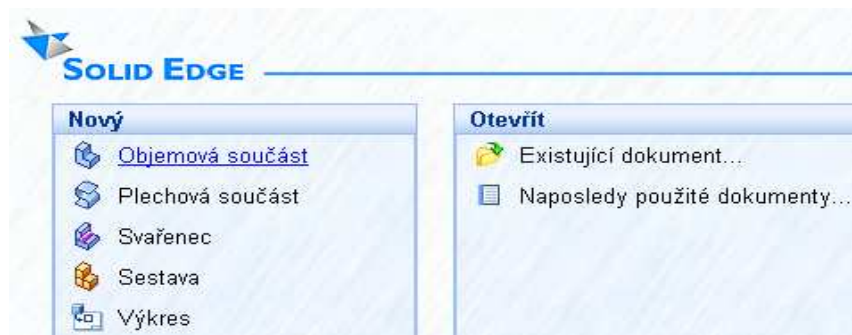 SOLID EDGE
Nový
Objemová součást
Plechová součást
Svařenec
Sestava
Výkres
Otevřít
Existující dokument...
Naposledy použité dokumenty...